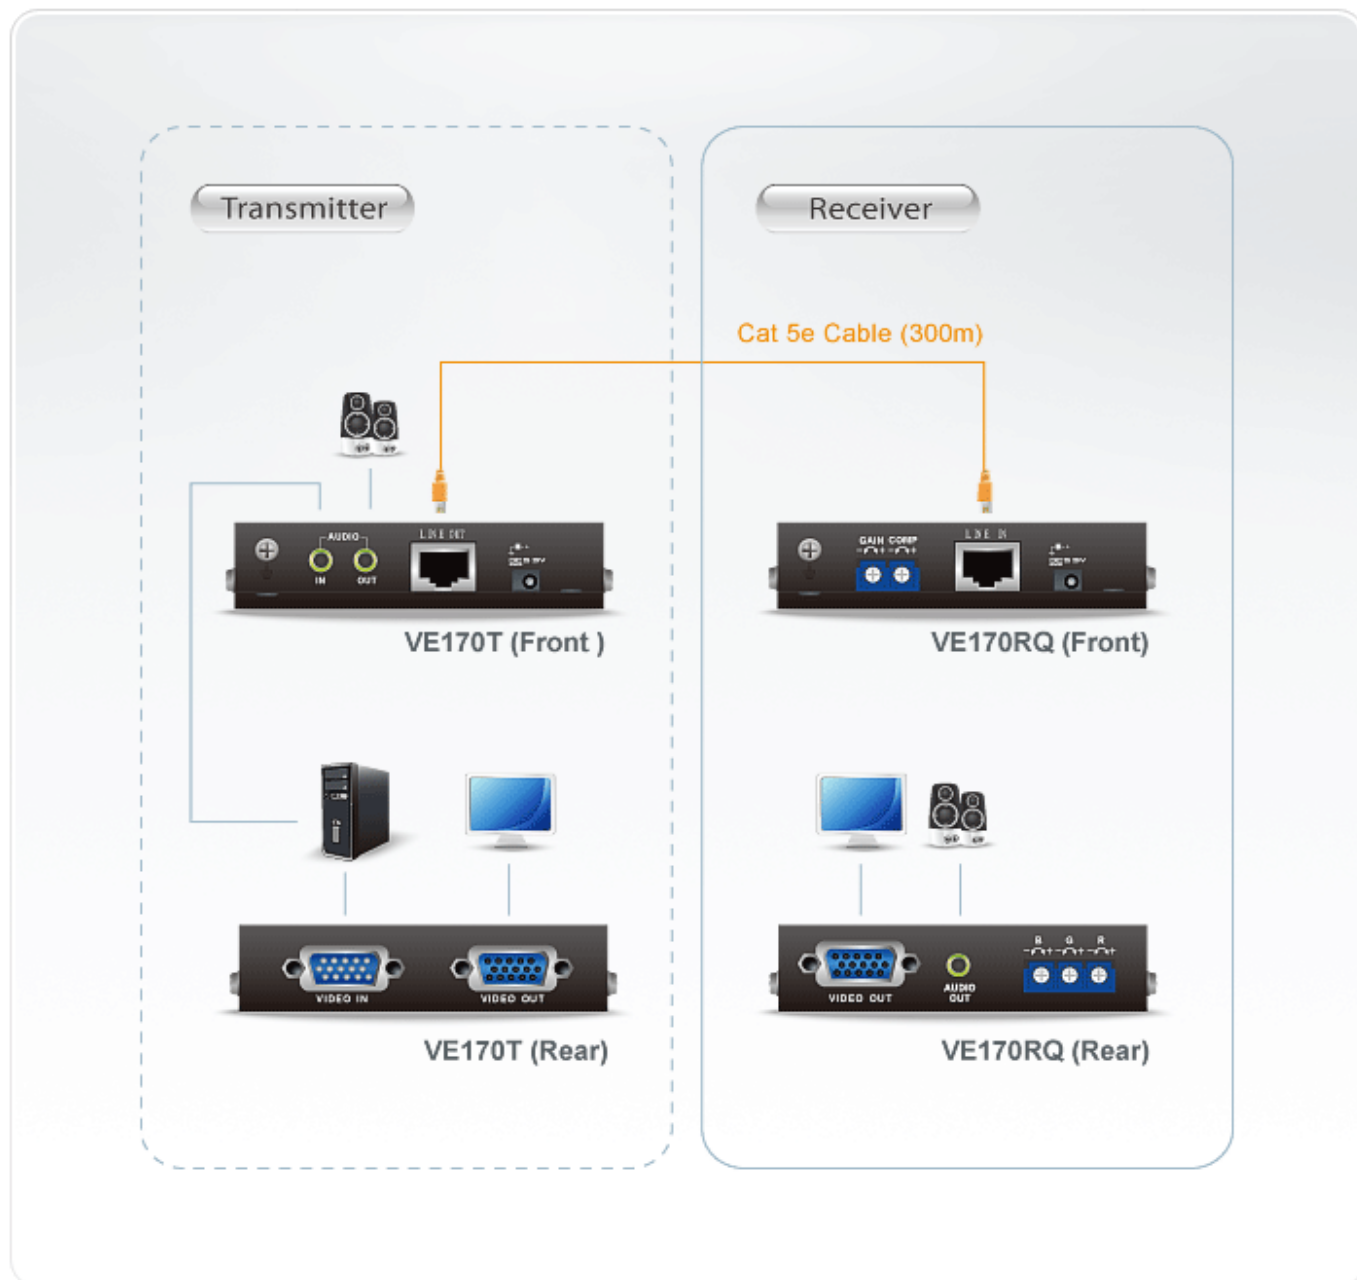 Transmitter
Receiver
Cat 5e Cable (300m)
AUDIO
IN
OUT
LINE OUT
VE170T (Front )
GAIN COMP
- +
- +
LINE IN
VE170RQ (Front)
VIDEO IN
VIDEO OUT
VE170T (Rear)
VIDEO OUT
AUDIO
OUT
B
G
R
- +
- +
- +
VE170RQ (Rear)